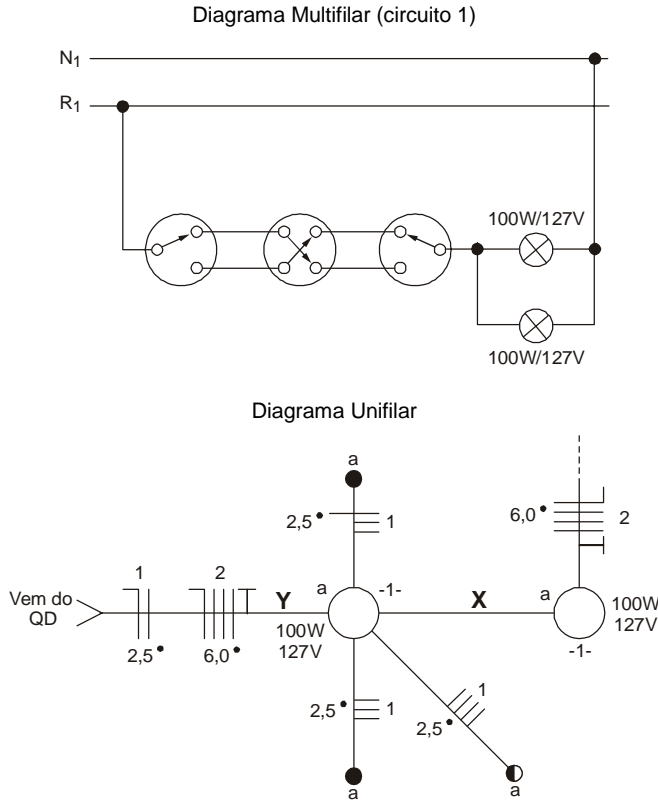 Diagrama Multifilar (circuito 1)
N1
R1
100W/127V
100W/127V
Diagrama Unifilar
a
2,5• 1
6,0• 2
1 2
Vem do
QD
Y
a -1-
X
a
100W
127V
100W
127V
-1-
2,5• 6,0•
2,5• 1
1
2,5•
a
a